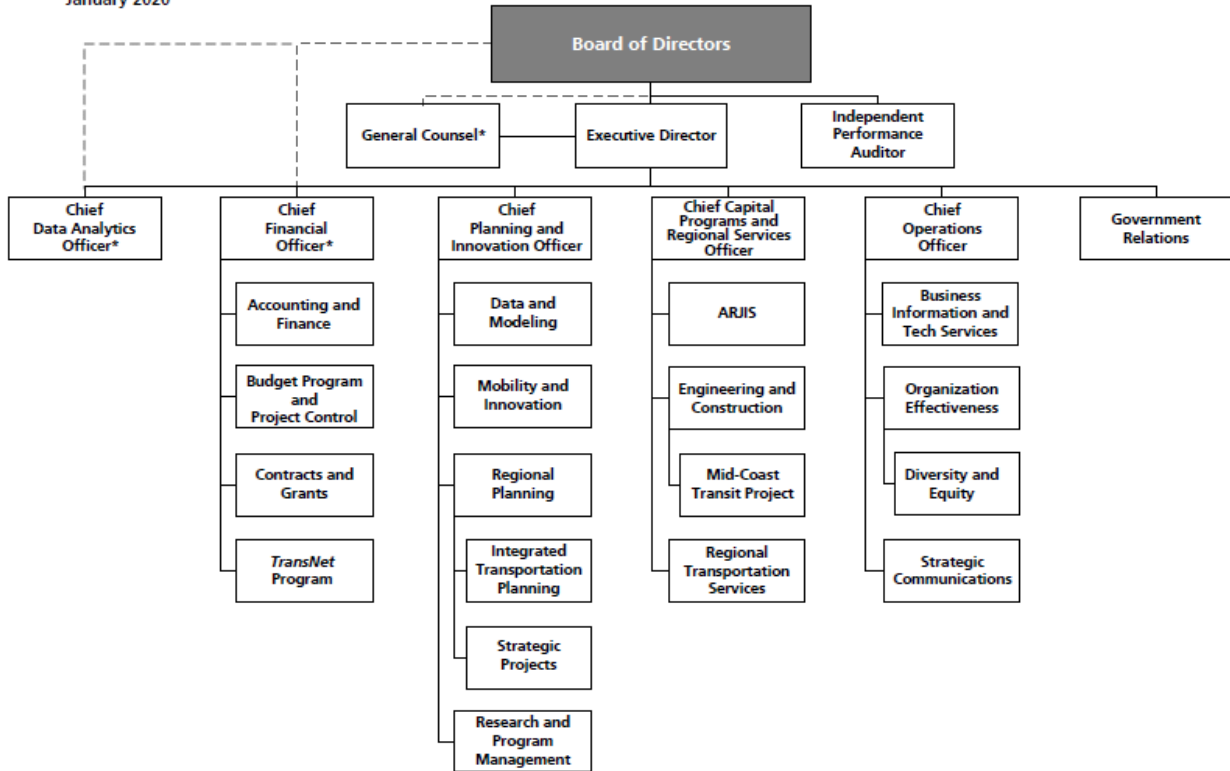 January 2020
Board of Directors
General Counsel*
Executive Director
Independent
Performance
Auditor
Chief
Data Analytics
Officer*
Chief
Financial
Officer*
Chief
Planning and
Innovation Officer
Chief Capital
Programs and
Regional Services
Officer
Chief
Operations
Officer
Government
Relations
Accounting and
Finance
Budget Program
and
Project Control
Contracts and
Grants
TransNet
Program
Data and
Modeling
Mobility and
Innovation
Regional
Planning
Integrated
Transportation
Planning
Strategic
Projects
Research and
Program
Management
ARJIS
Engineering and
Construction
Mid-Coast
Transit Project
Regional
Transportation
Services
Business
Information and
Tech Services
Organization
Effectiveness
Diversity and
Equity
Strategic
Communications